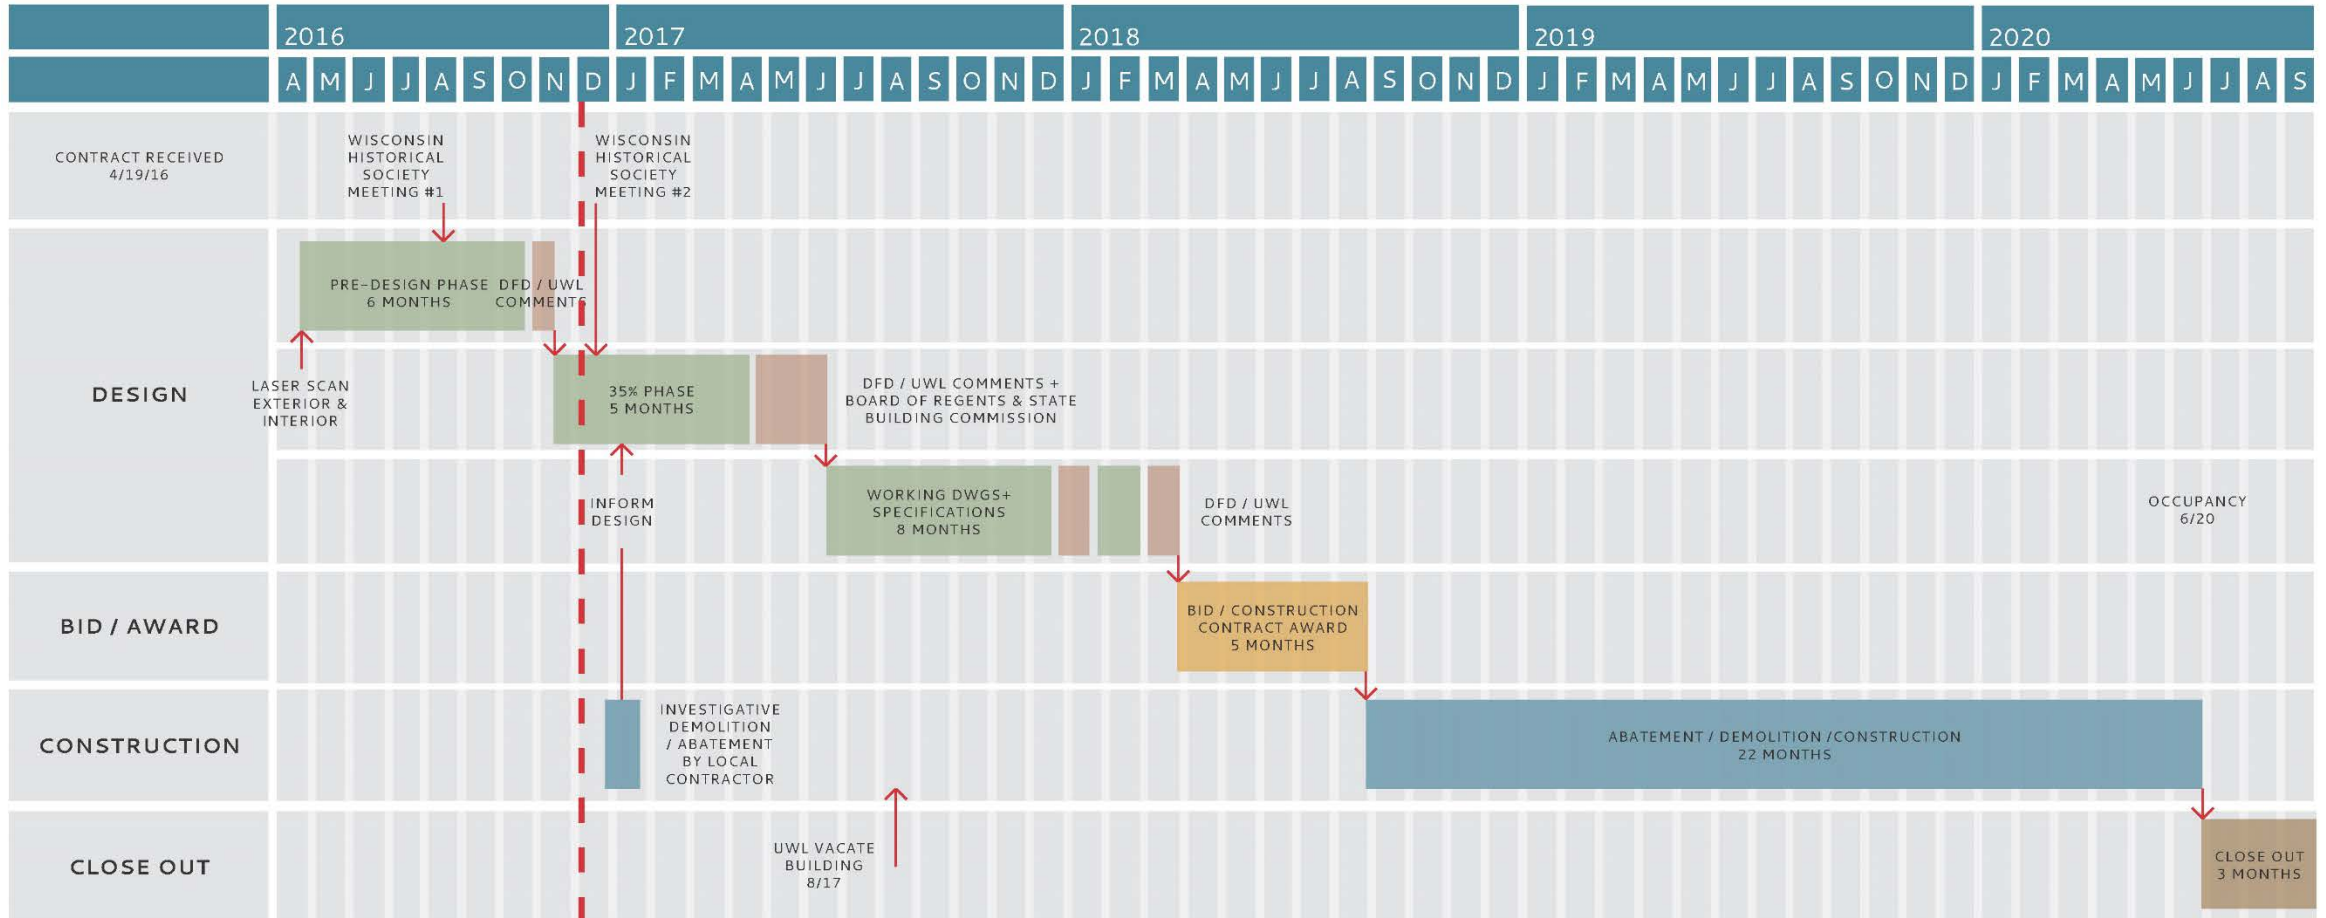 2016 2017 2018 2019 2020
A M J J A S O N D J F M A M J J A S O N D J F M A M J J A S O N D J F M A M J J A S O N D J F M A M J J A S
CONTRACT RECEIVED
4/19/16
WISCONSIN
HISTORICAL
SOCIETY
MEETING #1
WISCONSIN
HISTORICAL
SOCIETY
MEETING #2
DESIGN
PRE-DESIGN PHASE
6 MONTHS
DFD / UWL
COMMENTS
LASER SCAN
EXTERIOR &
INTERIOR
35% PHASE
5 MONTHS
DFD / UWL COMMENTS +
BOARD OF REGENTS & STATE
BUILDING COMMISSION
INFORM
DESIGN
WORKING DWGS+
SPECIFICATIONS
8 MONTHS
DFD / UWL
COMMENTS
OCCUPANCY
6/20
BID / AWARD
BID / CONSTRUCTION
CONTRACT AWARD
5 MONTHS
CONSTRUCTION
INVESTIGATIVE
DEMOLITION
/ ABATEMENT
BY LOCAL
CONTRACTOR
ABATEMENT / DEMOLITION /CONSTRUCTION
22 MONTHS
CLOSE OUT
UWL VACATE
BUILDING
8/17
CLOSE OUT
3 MONTHS